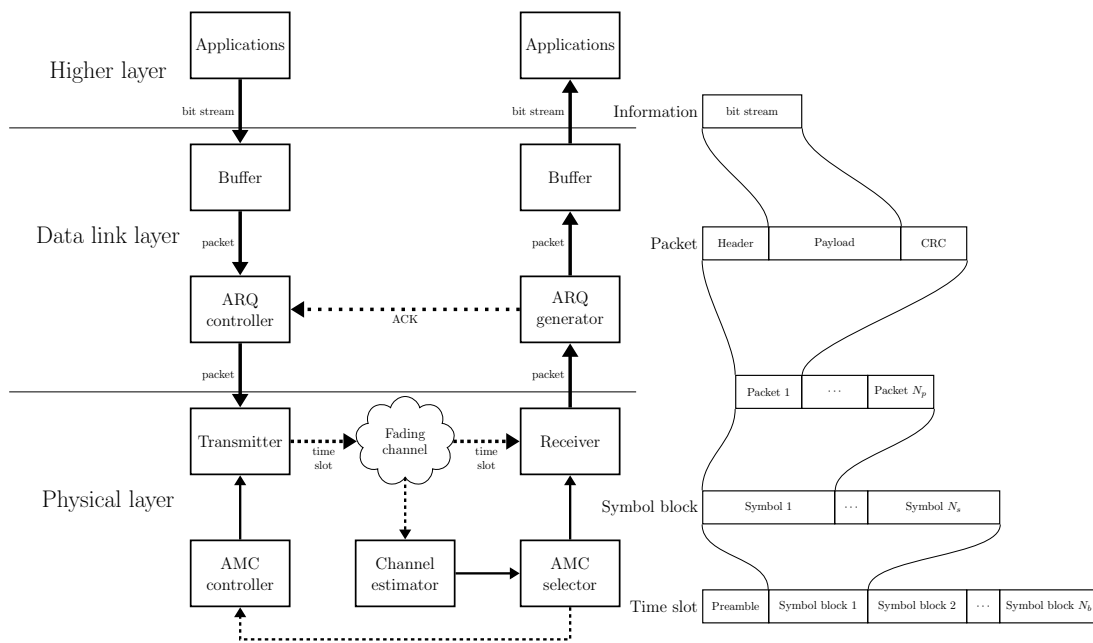 Higher layer
Applications
Applications
bit stream
bit stream
Data link layer
Buffer
Buffer
packet
packet
ARQ
controller
ACK
ARQ
generator
packet
packet
Physical layer
Transmitter
time
slot
Fading
channel
time
slot
Receiver
AMC
controller
Channel
estimator
AMC
selector
Information
bit stream
Packet
Header
Payload
CRC
Packet 1
...
Packet N_p
Symbol block
Symbol 1
...
Symbol N_s
Time slot
Preamble
Symbol block 1
Symbol block 2
...
Symbol block N_b